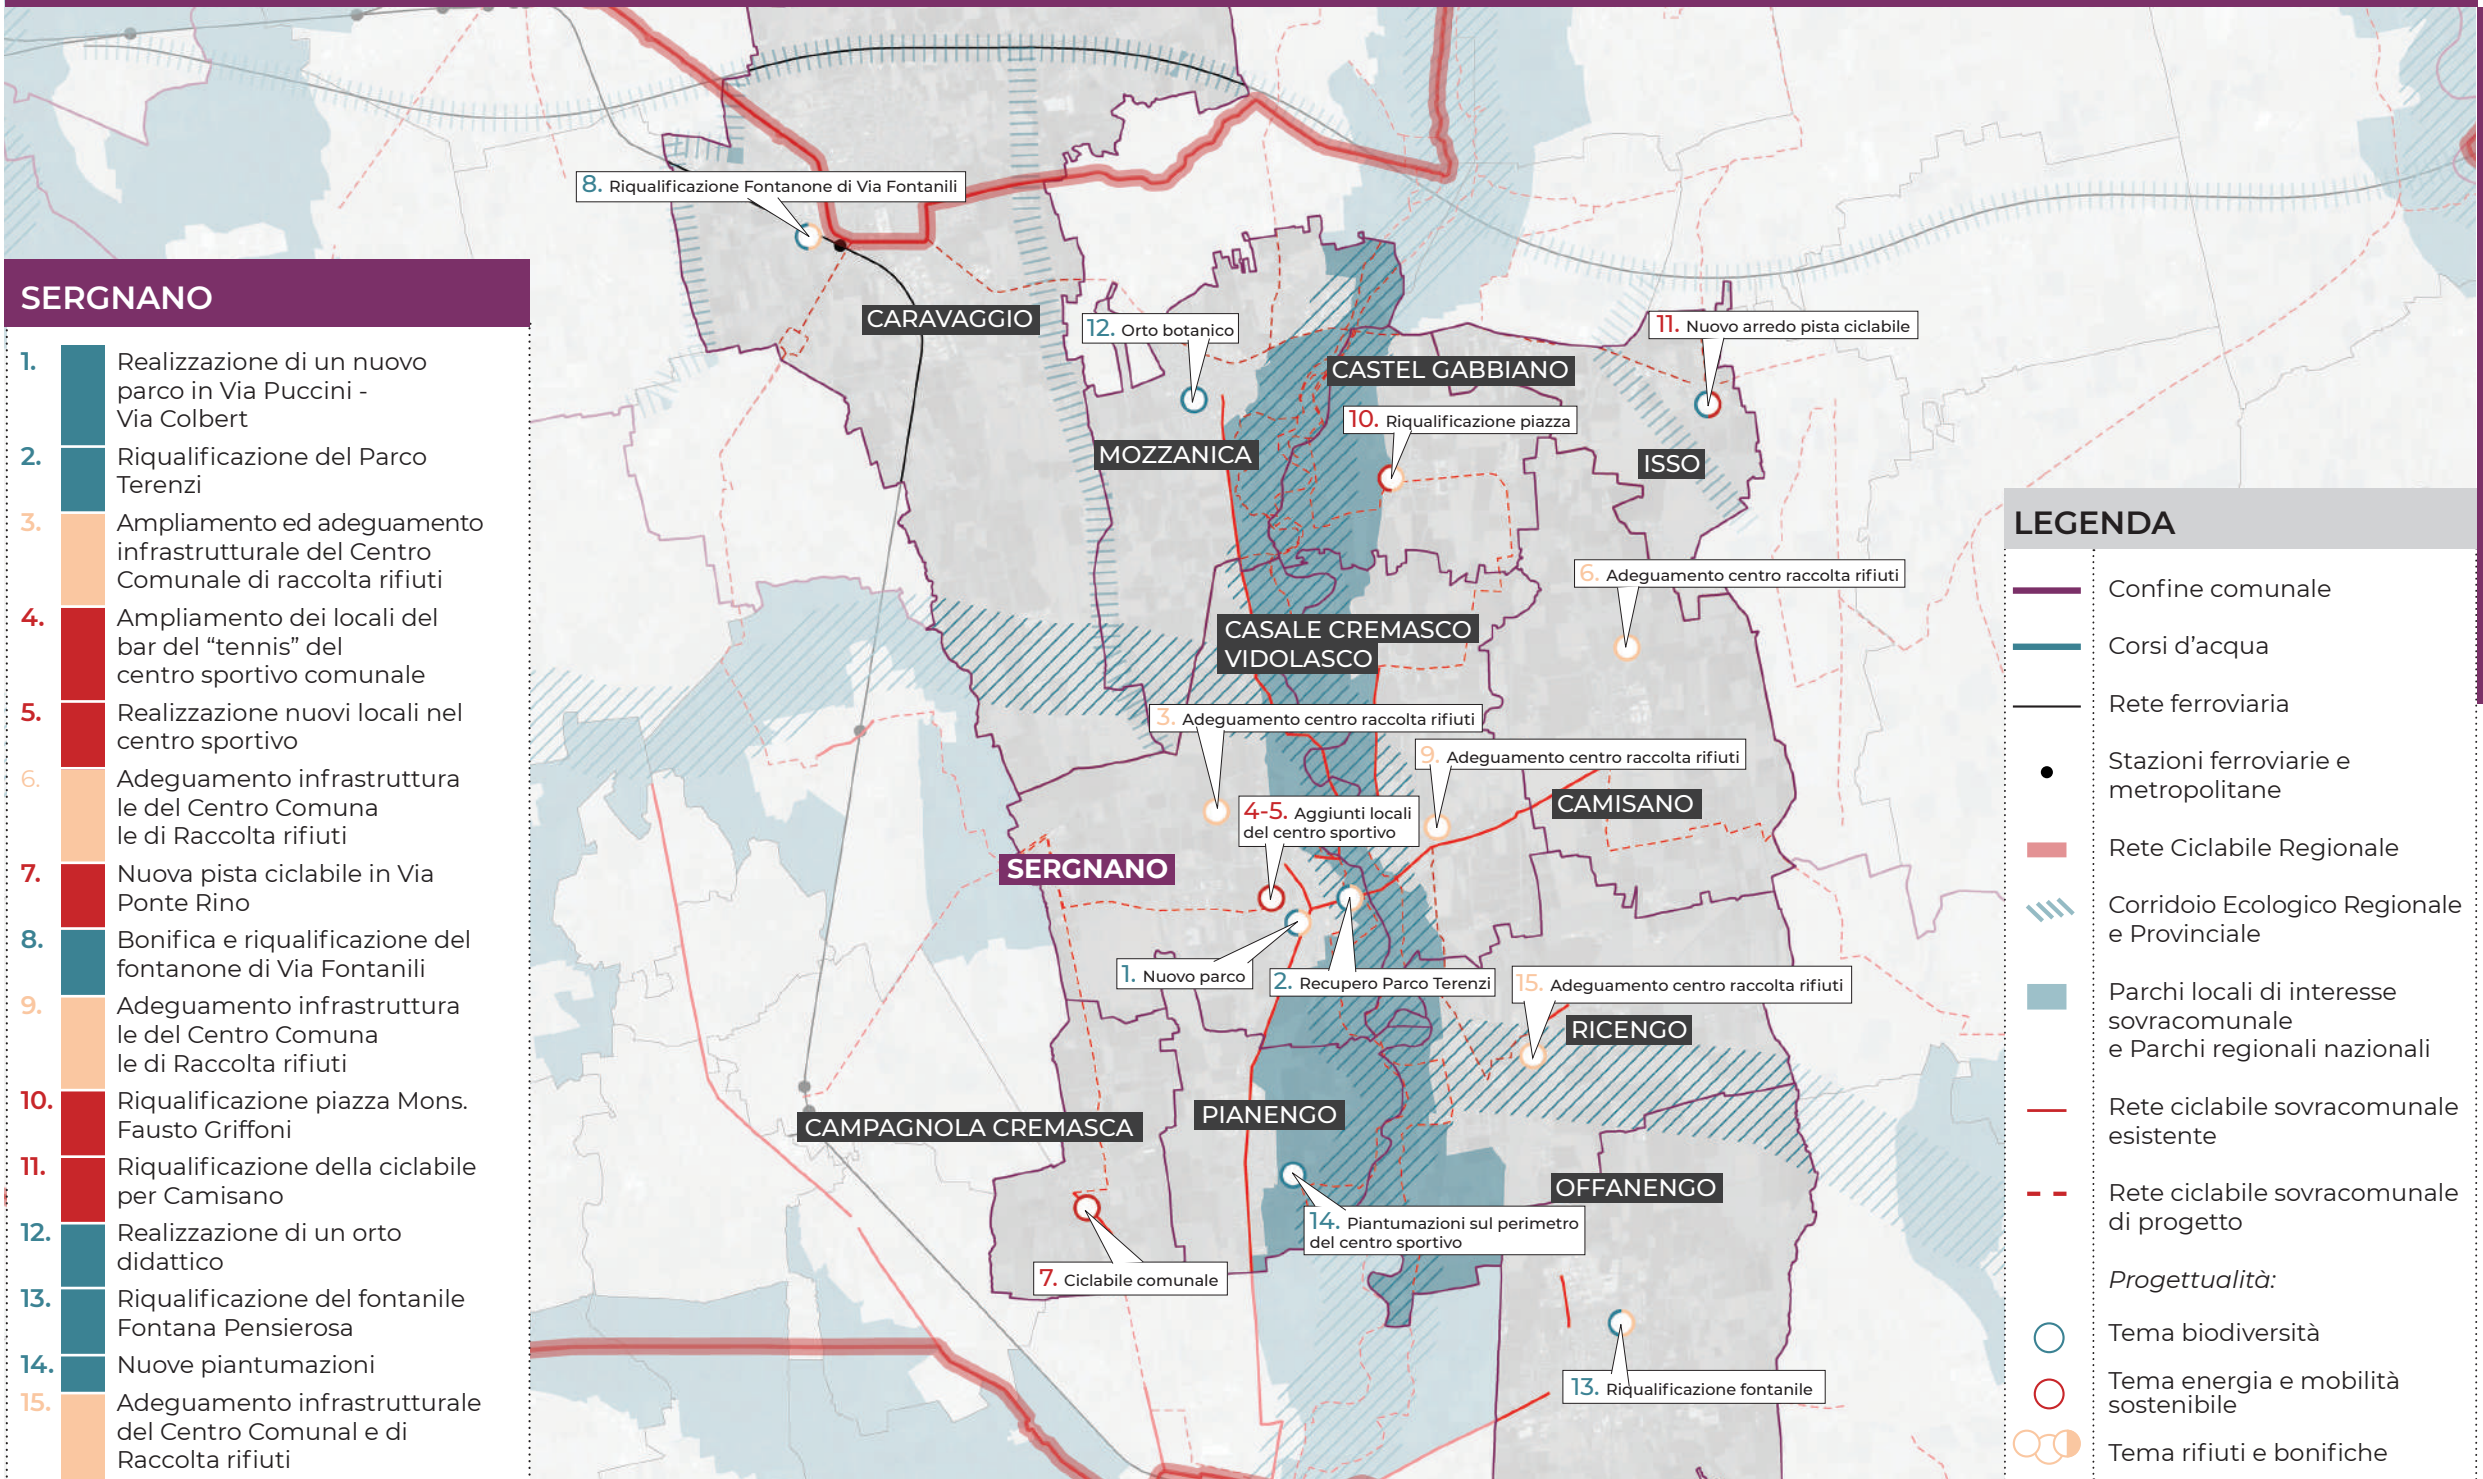 SERGNANO
1. Realizzazione di un nuovo
parco in Via Puccini -
Via Colbert
2. Riqualificazione del Parco
Terenzi
3. Ampliamento ed adeguamento
infrastrutturale del Centro
Comunale di raccolta rifiuti
4. Ampliamento dei locali del
bar del “tennis” del
centro sportivo comunale
5. Realizzazione nuovi locali nel
centro sportivo
6. Adeguamento infrastruttura
le del Centro Comuna
le di Raccolta rifiuti
7. Nuova pista ciclabile in Via
Ponte Rino
8. Bonifica e riqualificazione del
fontanone di Via Fontanili
9. Adeguamento infrastruttura
le del Centro Comuna
le di Raccolta rifiuti
10. Riqualificazione piazza Mons.
Fausto Griffoni
11. Riqualificazione della ciclabile
per Camisano
12. Realizzazione di un orto
didattico
13. Riqualificazione del fontanile
Fontana Pensierosa
14. Nuove piantumazioni
15. Adeguamento infrastrutturale
del Centro Comunal e di
Raccolta rifiuti
8. Riqualificazione Fontanone di Via Fontanili
CARAVAGGIO
12. Orto botanico
11. Nuovo arredo pista ciclabile
CASTEL GABBIANO
10. Riqualificazione piazza
MOZZANICA
ISSO
6. Adeguamento centro raccolta rifiuti
CASALE CREMASCO
VIDOLASCO
3. Adeguamento centro raccolta rifiuti
9. Adeguamento centro raccolta rifiuti
CAMISANO
4-5. Aggiunti locali
del centro sportivo
SERGNANO
1. Nuovo parco
2. Recupero Parco Terenzi
15. Adeguamento centro raccolta rifiuti
RICENGO
PIANENGO
CAMPAGNOLA CREMASCA
OFFANENGO
14. Piantumazioni sul perimetro
del centro sportivo
7. Ciclabile comunale
13. Riqualificazione fontanile
LEGENDA
Confine comunale
Corsi d’acqua
Rete ferroviaria
Stazioni ferroviarie e
metropolitane
Rete Ciclabile Regionale
Corridoio Ecologico Regionale
e Provinciale
Parchi locali di interesse
sovracomunale
e Parchi regionali nazionali
Rete ciclabile sovracomunale
esistente
Rete ciclabile sovracomunale
di progetto
Progettualità:
Tema biodiversità
Tema energia e mobilità
sostenibile
Tema rifiuti e bonifiche